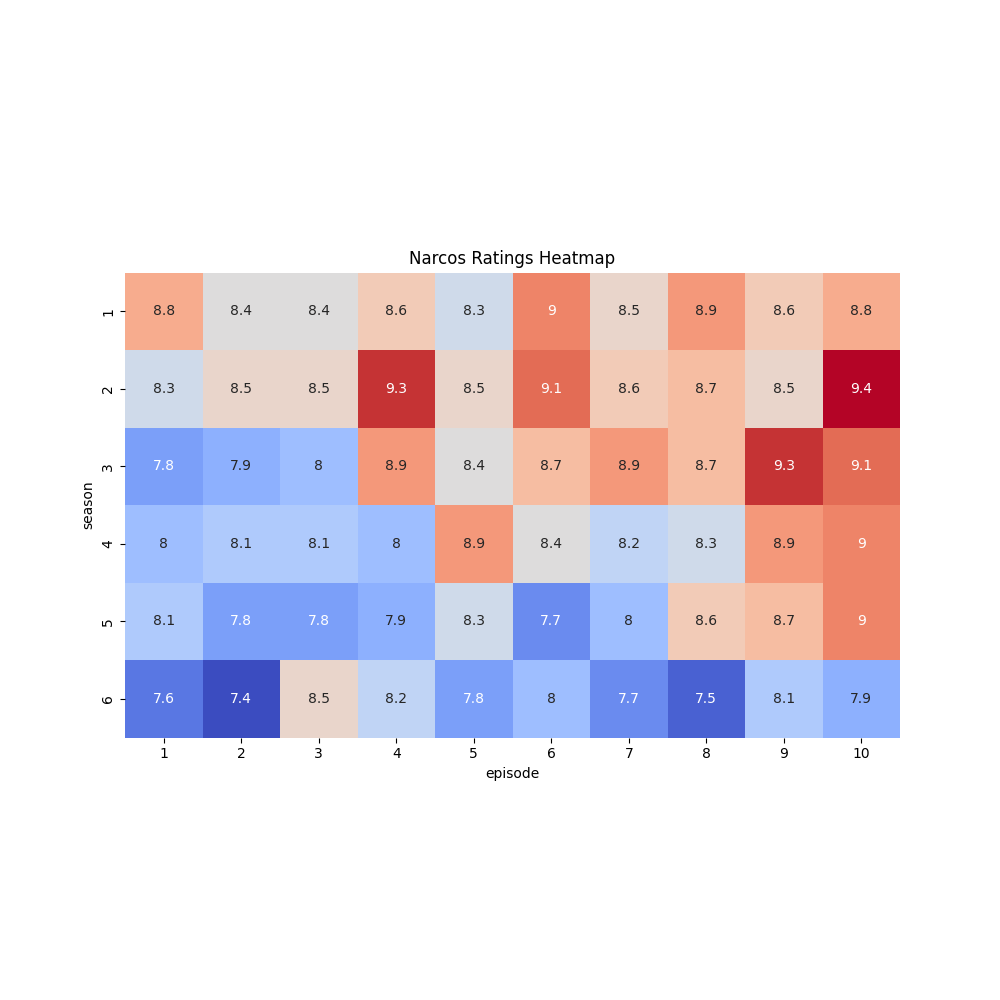 Narcos Ratings Heatmap
1 8.8 8.4 8.4 8.6 8.3 9 8.5 8.9 8.6 8.8
2 8.3 8.5 8.5 9.3 8.5 9.1 8.6 8.7 8.5 9.4
3 7.8 7.9 8 8.9 8.4 8.7 8.9 8.7 9.3 9.1
season
4 8 8.1 8.1 8 8.9 8.4 8.2 8.3 8.9 9
5 8.1 7.8 7.8 7.9 8.3 7.7 8 8.6 8.7 9
6 7.6 7.4 8.5 8.2 7.8 8 7.7 7.5 8.1 7.9
1 2 3 4 5 6 7 8 9 10
episode